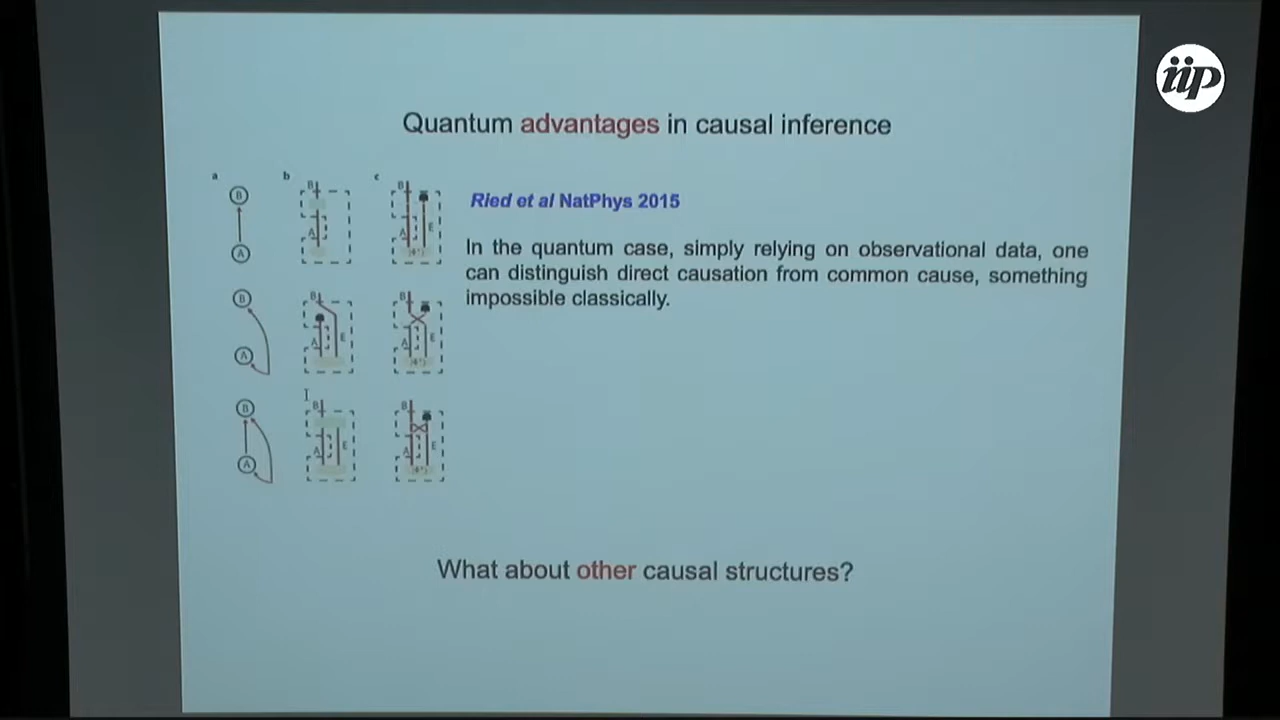 iip
Quantum advantages in causal inference
a b c
Ried et al NatPhys 2015
In the quantum case, simply relying on observational data, one
can distinguish direct causation from common cause, something
impossible classically.
B B B
A A A E
B B B
A A E A E
B B B
A A E A E
What about other causal structures?